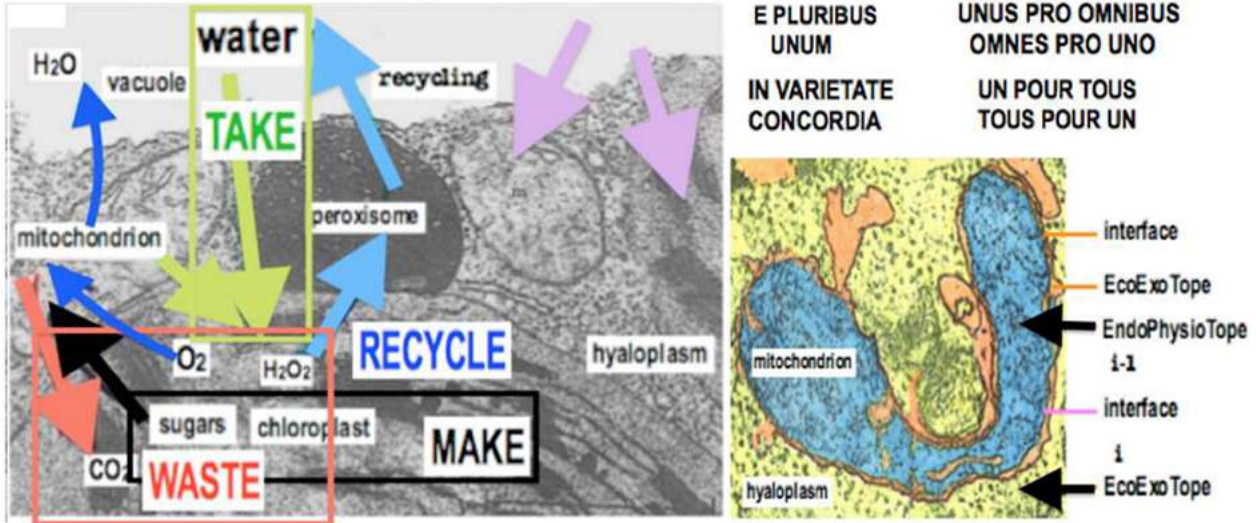 water
H₂O
vacuole
recycling
TAKE
peroxisome
mitochondrion
O₂
H₂O₂
RECYCLE
hyaloplasm
sugars
chloroplast
MAKE
CO₂
WASTE
E PLURIBUS
UNUM
UNUS PRO OMNIBUS
OMNES PRO UNO
IN VARIETATE
CONCORDIA
UN POUR TOUS
TOUS POUR UN
interface
EcoExoTope
EndoPhysioTope
i-1
mitochondrion
interface
i
hyaloplasm
EcoExoTope